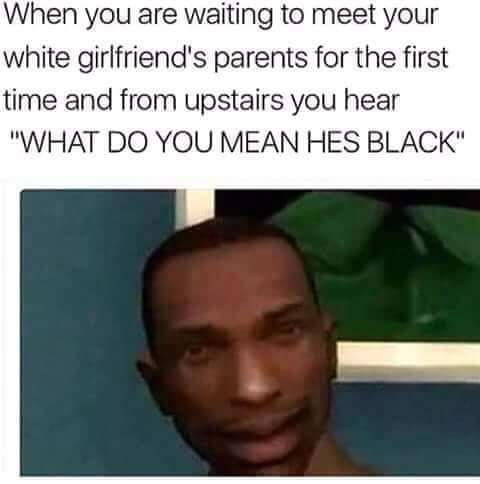 When you are waiting to meet your
white girlfriend's parents for the first
time and from upstairs you hear
"WHAT DO YOU MEAN HES BLACK"